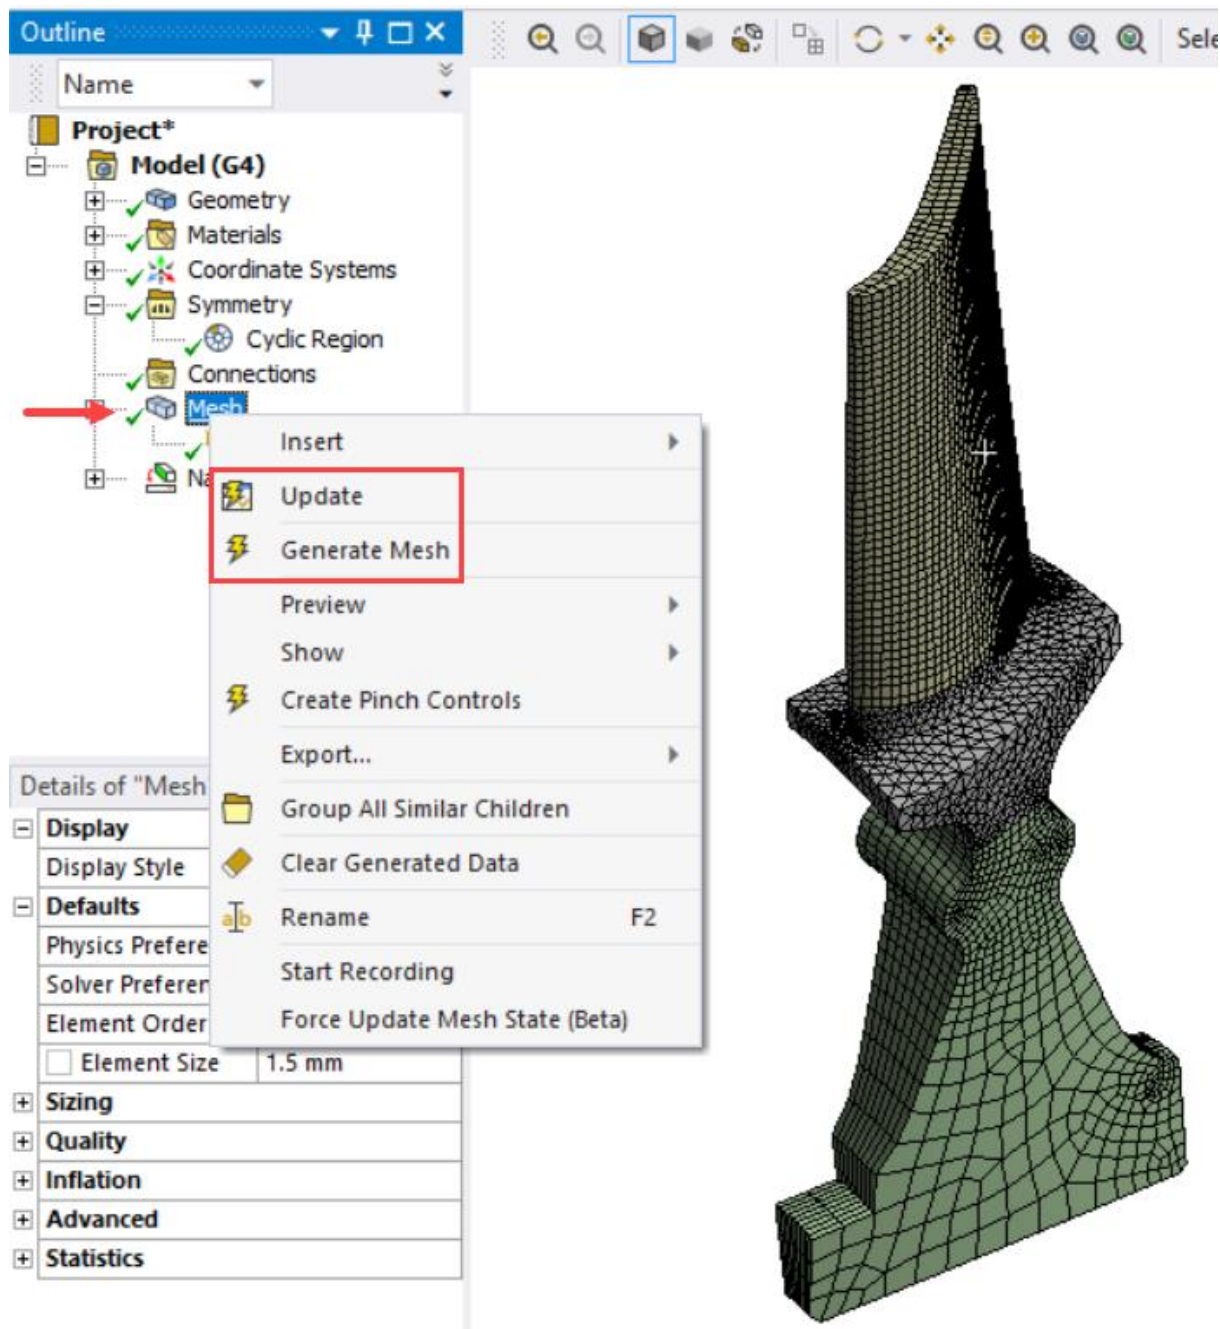 Outline
Sele
Name
Project*
Model (G4)
Geometry
Materials
Coordinate Systems
Symmetry
Cyclic Region
Connections
Mesh
Na
Insert
Update
Generate Mesh
Preview
Show
Create Pinch Controls
Export...
Group All Similar Children
Clear Generated Data
Rename F2
Start Recording
Force Update Mesh State (Beta)
Details of "Mesh
Display
Display Style
Defaults
Physics Prefere
Solver Preferen
Element Order
Element Size 1.5 mm
Sizing
Quality
Inflation
Advanced
Statistics